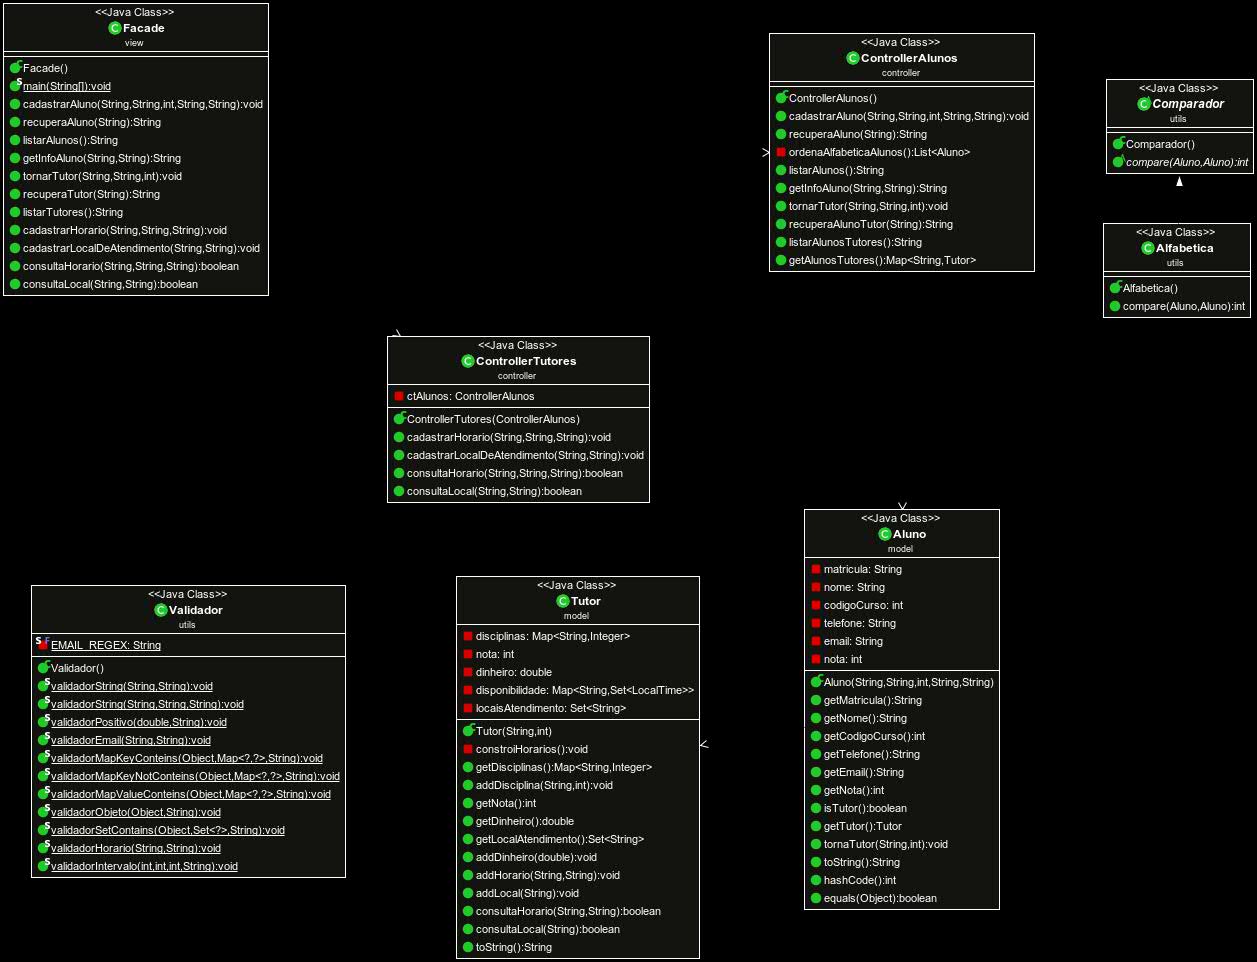 <<Java Class>>
Facade
view
Facade()
main(String[]):void
cadastrarAluno(String,String,int,String,String):void
recuperaAluno(String):String
listarAlunos():String
getInfoAluno(String,String):String
tornarTutor(String,String,int):void
recuperaTutor(String):String
listarTutores():String
cadastrarHorario(String,String,String):void
cadastrarLocalDeAtendimento(String,String):void
consultaHorario(String,String,String):boolean
consultaLocal(String,String):boolean
<<Java Class>>
ControllerAlunos
controller
ControllerAlunos()
cadastrarAluno(String,String,int,String,String):void
recuperaAluno(String):String
ordenaAlfabeticaAlunos():List<Aluno>
listarAlunos():String
getInfoAluno(String,String):String
tornarTutor(String,String,int):void
recuperaAlunoTutor(String):String
listarAlunosTutores():String
getAlunosTutores():Map<String,Tutor>
<<Java Class>>
Comparador
utils
Comparador()
compare(Aluno,Aluno):int
<<Java Class>>
Alfabetica
utils
Alfabetica()
compare(Aluno,Aluno):int
<<Java Class>>
ControllerTutores
controller
ctAlunos: ControllerAlunos
ControllerTutores(ControllerAlunos)
cadastrarHorario(String,String,String):void
cadastrarLocalDeAtendimento(String,String):void
consultaHorario(String,String,String):boolean
consultaLocal(String,String):boolean
<<Java Class>>
Validador
utils
EMAIL_REGEX: String
Validador()
validadorString(String,String):void
validadorString(String,String,String):void
validadorPositivo(double,String):void
validadorEmail(String,String):void
validadorMapKeyConteins(Object,Map<?,?>,String):void
validadorMapKeyNotConteins(Object,Map<?,?>,String):void
validadorMapValueConteins(Object,Map<?,?>,String):void
validadorObjeto(Object,String):void
validadorSetContains(Object,Set<?>,String):void
validadorHorario(String,String):void
validadorIntervalo(int,int,int,String):void
<<Java Class>>
Tutor
model
disciplinas: Map<String,Integer>
nota: int
dinheiro: double
disponibilidade: Map<String,Set<LocalTime>>
locaisAtendimento: Set<String>
Tutor(String,int)
constroiHorarios():void
getDisciplinas():Map<String,Integer>
addDisciplina(String,int):void
getNota():int
getDinheiro():double
getLocalAtendimento():Set<String>
addDinheiro(double):void
addHorario(String,String):void
addLocal(String):void
consultaHorario(String,String):boolean
consultaLocal(String):boolean
toString():String
<<Java Class>>
Aluno
model
matricula: String
nome: String
codigoCurso: int
telefone: String
email: String
nota: int
Aluno(String,String,int,String,String)
getMatricula():String
getNome():String
getCodigoCurso():int
getTelefone():String
getEmail():String
getNota():int
isTutor():boolean
getTutor():Tutor
tornaTutor(String,int):void
toString():String
hashCode():int
equals(Object):boolean